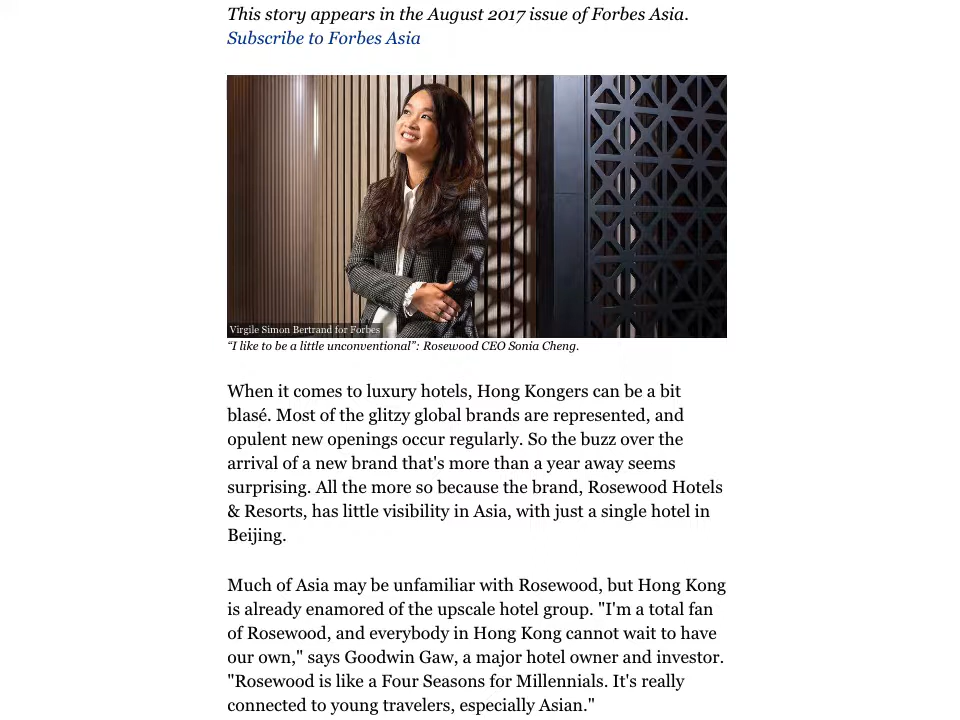 This story appears in the August 2017 issue of Forbes Asia.
Subscribe to Forbes Asia
Virgile Simon Bertrand for Forbes
“I like to be a little unconventional”: Rosewood CEO Sonia Cheng.
When it comes to luxury hotels, Hong Kongers can be a bit
blasé. Most of the glitzy global brands are represented, and
opulent new openings occur regularly. So the buzz over the
arrival of a new brand that's more than a year away seems
surprising. All the more so because the brand, Rosewood Hotels
& Resorts, has little visibility in Asia, with just a single hotel in
Beijing.
Much of Asia may be unfamiliar with Rosewood, but Hong Kong
is already enamored of the upscale hotel group. "I'm a total fan
of Rosewood, and everybody in Hong Kong cannot wait to have
our own," says Goodwin Gaw, a major hotel owner and investor.
"Rosewood is like a Four Seasons for Millennials. It's really
connected to young travelers, especially Asian."